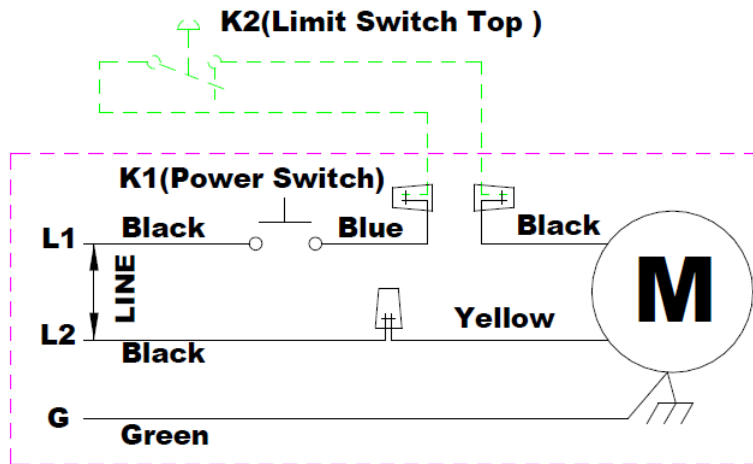 K2(Limit Switch Top )
K1(Power Switch)
L1 Black Blue Black
LINE
L2 Black Yellow
M
G Green